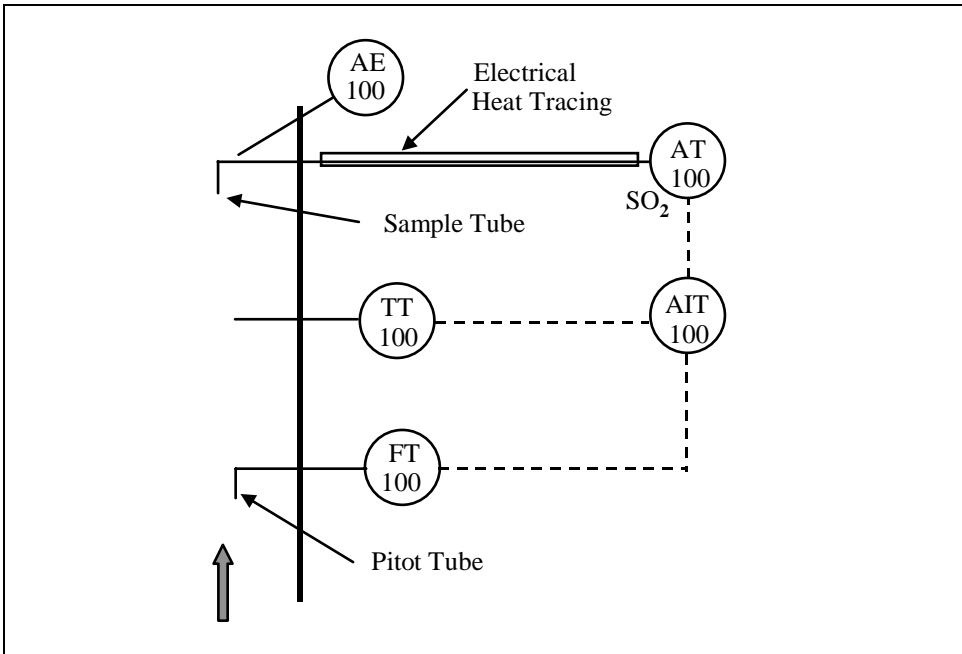 AE
100
Electrical
Heat Tracing
AT
100
SO₂
Sample Tube
TT
100
AIT
100
FT
100
Pitot Tube